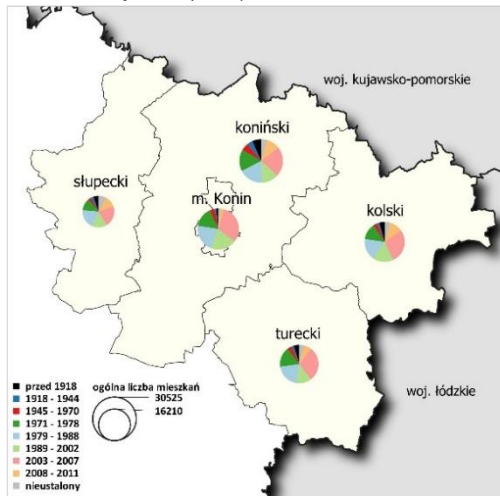 woj. kujawsko-pomorskie
koniński
słupecki
m. Konin
kolski
turecki
woj. łódzkie
przed 1918
1918 - 1944
1945 - 1970
1971 - 1978
1979 - 1988
1989 - 2002
2003 - 2007
2008 - 2011
nieustalony
ogólna liczba mieszkań
30525
16210